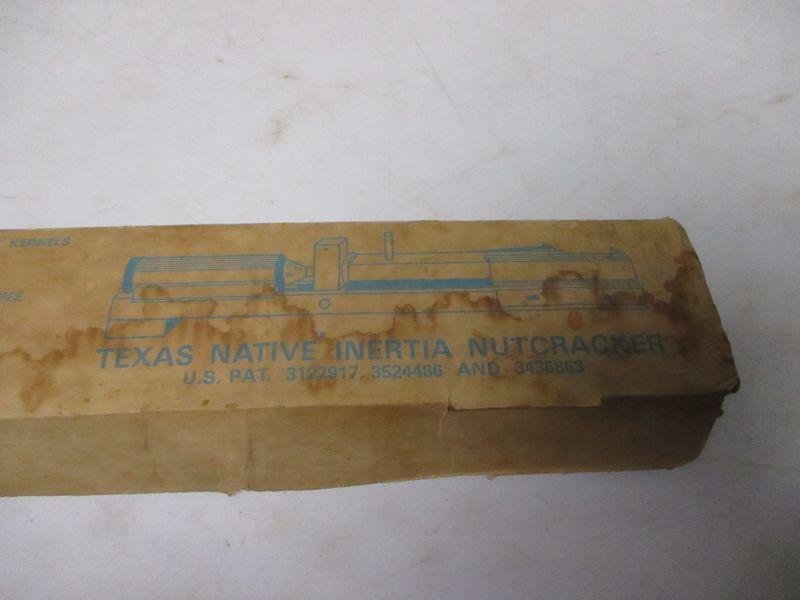 KERNELS
TEXAS NATIVE INERTIA NUTCRACKER
U.S. PAT. 3127917, 3524486 AND 3435863